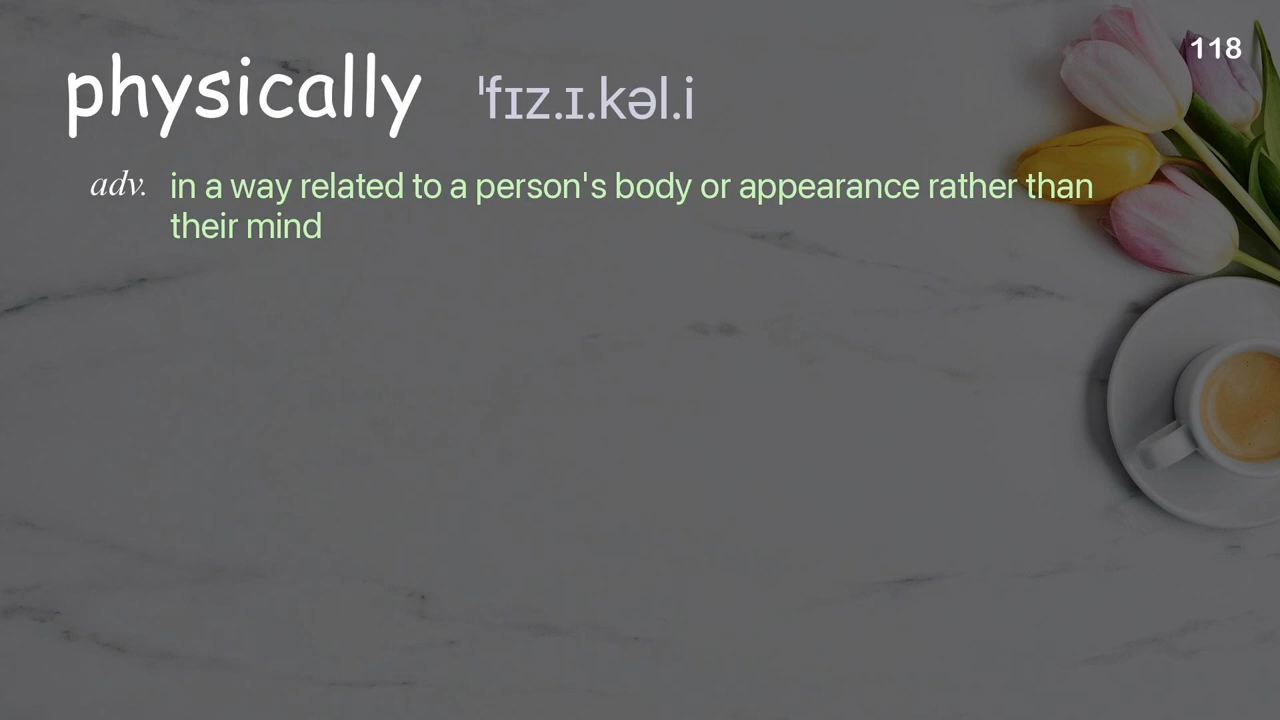 118
physically ˈfɪz.ɪ.kəl.i
adv. in a way related to a person's body or appearance rather than
their mind